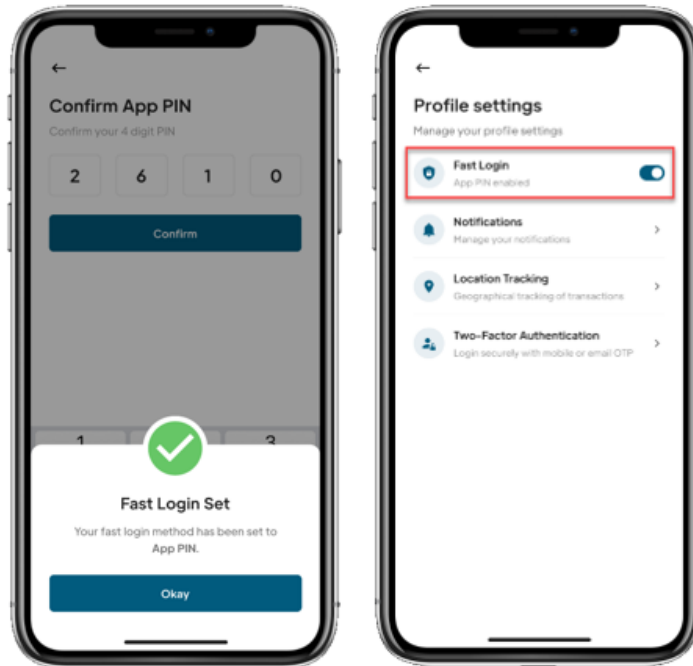 Confirm App PIN
Confirm your 4 digit PIN
2 6 1 0
Confirm
1 3
Fast Login Set
Your fast login method has been set to
App PIN.
Okay
Profile settings
Manage your profile settings
Fast Login
App PIN enabled
Notifications
Manage your notifications
Location Tracking
Geographical tracking of transactions
Two-Factor Authentication
Login securely with mobile or email OTP